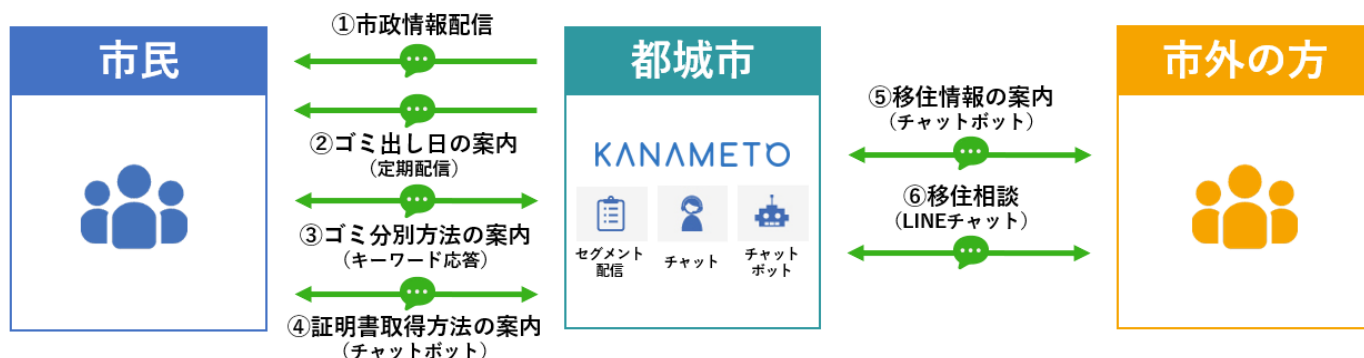 市民
①市政情報配信
②ゴミ出し日の案内
(定期配信)
③ゴミ分別方法の案内
(キーワード応答)
④証明書取得方法の案内
(チャットボット)
都城市
KANAMETO
セグメント
配信
チャット
チャット
ボット
⑤移住情報の案内
(チャットボット)
⑥移住相談
(LINEチャット)
市外の方